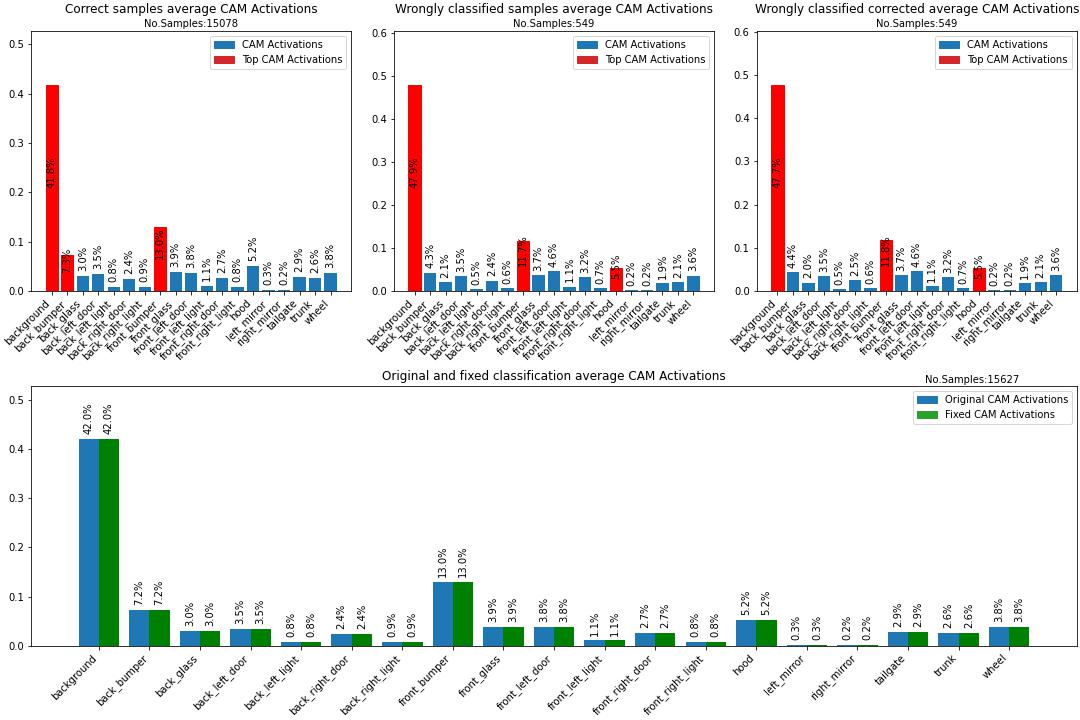 Correct samples average CAM Activations
No.Samples:15078
CAM Activations
Top CAM Activations
0.5
0.4
0.3
0.2
0.1
0.0
41.8%
7.3%
3.0%
3.5%
0.8%
2.4%
0.9%
13.0%
3.9%
3.8%
1.1%
2.7%
0.8%
5.2%
0.3%
0.2%
2.9%
2.6%
3.8%
background
back_bumper
back_glass
back_left_door
back_left_light
back_right_door
back_right_light
front_bumper
front_glass
front_left_door
front_left_light
front_right_door
front_right_light
hood
left_mirror
right_mirror
tailgate
trunk
wheel
Wrongly classified samples average CAM Activations
No.Samples:549
CAM Activations
Top CAM Activations
0.6
0.5
0.4
0.3
0.2
0.1
0.0
47.9%
4.3%
2.1%
3.5%
0.5%
2.4%
0.6%
11.7%
3.7%
4.6%
1.1%
3.2%
0.7%
5.5%
0.2%
0.2%
1.9%
2.1%
3.6%
background
back_bumper
back_glass
back_left_door
back_left_light
back_right_door
back_right_light
front_bumper
front_glass
front_left_door
front_left_light
front_right_door
front_right_light
hood
left_mirror
right_mirror
tailgate
trunk
wheel
Wrongly classified corrected average CAM Activations
No.Samples:549
CAM Activations
Top CAM Activations
0.6
0.5
0.4
0.3
0.2
0.1
0.0
47.7%
4.4%
2.0%
3.5%
0.5%
2.5%
0.6%
11.8%
3.7%
4.6%
1.1%
3.2%
0.7%
5.5%
0.2%
0.2%
1.9%
2.1%
3.6%
background
back_bumper
back_glass
back_left_door
back_left_light
back_right_door
back_right_light
front_bumper
front_glass
front_left_door
front_left_light
front_right_door
front_right_light
hood
left_mirror
right_mirror
tailgate
trunk
wheel
Original and fixed classification average CAM Activations
No.Samples:15627
Original CAM Activations
Fixed CAM Activations
0.5
0.4
0.3
0.2
0.1
0.0
42.0% 42.0%
7.2% 7.2%
3.0% 3.0%
3.5% 3.5%
0.8% 0.8%
2.4% 2.4%
0.9% 0.9%
13.0% 13.0%
3.9% 3.9%
3.8% 3.8%
1.1% 1.1%
2.7% 2.7%
0.8% 0.8%
5.2% 5.2%
0.3% 0.3%
0.2% 0.2%
2.9% 2.9%
2.6% 2.6%
3.8% 3.8%
background
back_bumper
back_glass
back_left_door
back_left_light
back_right_door
back_right_light
front_bumper
front_glass
front_left_door
front_left_light
front_right_door
front_right_light
hood
left_mirror
right_mirror
tailgate
trunk
wheel